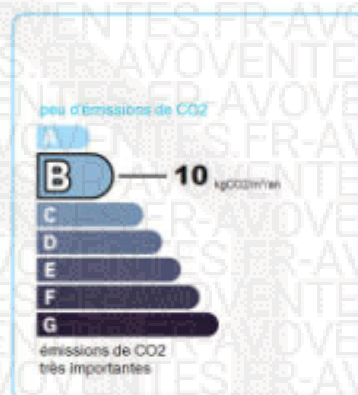 peu d'émissions de CO2
A
B 10 kgCO2/m²/an
C
D
E
F
G
émissions de CO2
très importantes